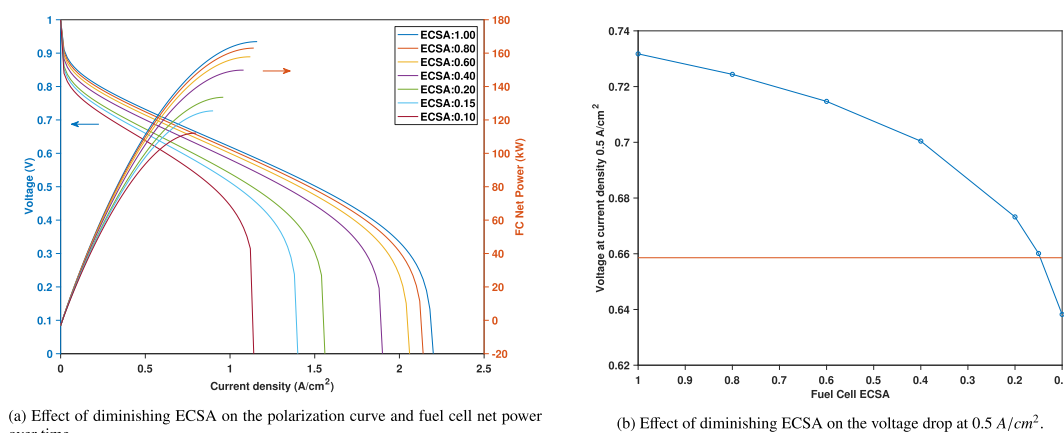 1
0.9
0.8
0.7
0.6
0.5
0.4
0.3
0.2
0.1
0
Voltage (V)
0
0.5
1
1.5
2
2.5
Current density (A/cm2)
180
160
140
120
100
80
60
40
20
0
-20
FC Net Power (kW)
ECSA:1.00
ECSA:0.80
ECSA:0.60
ECSA:0.40
ECSA:0.20
ECSA:0.15
ECSA:0.10
(a) Effect of diminishing ECSA on the polarization curve and fuel cell net power
over time
0.74
0.72
0.7
0.68
0.66
0.64
0.62
Voltage at current density 0.5 A/cm2
1
0.9
0.8
0.7
0.6
0.5
0.4
0.3
0.2
Fuel Cell ECSA
(b) Effect of diminishing ECSA on the voltage drop at 0.5 A/cm2.